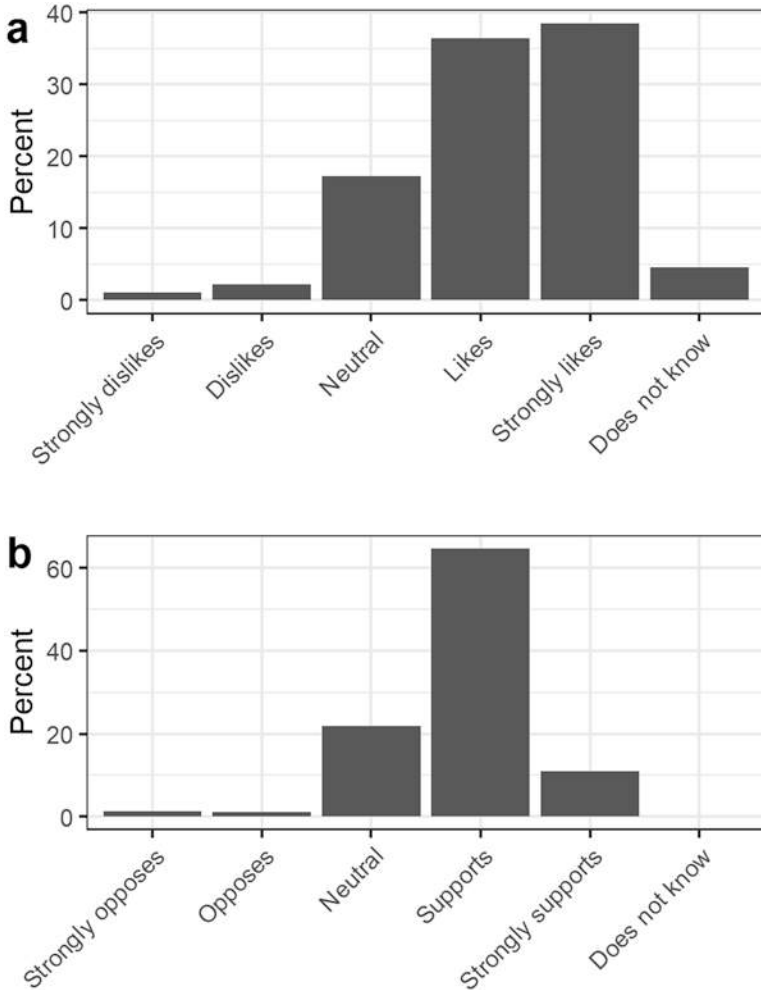 a
Percent
40
30
20
10
0
Strongly dislikes
Dislikes
Neutral
Likes
Strongly likes
Does not know
b
Percent
60
40
20
0
Strongly opposes
Opposes
Neutral
Supports
Strongly supports
Does not know